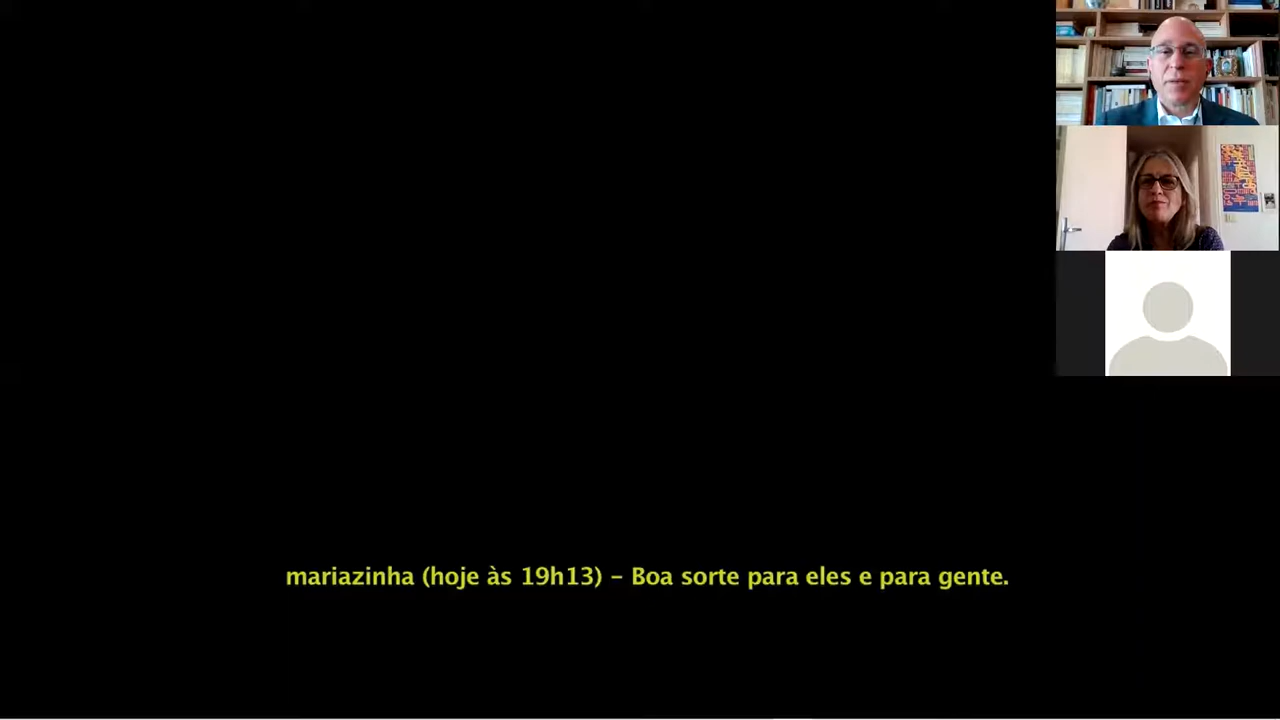 mariazinha (hoje às 19h13) – Boa sorte para eles e para gente.